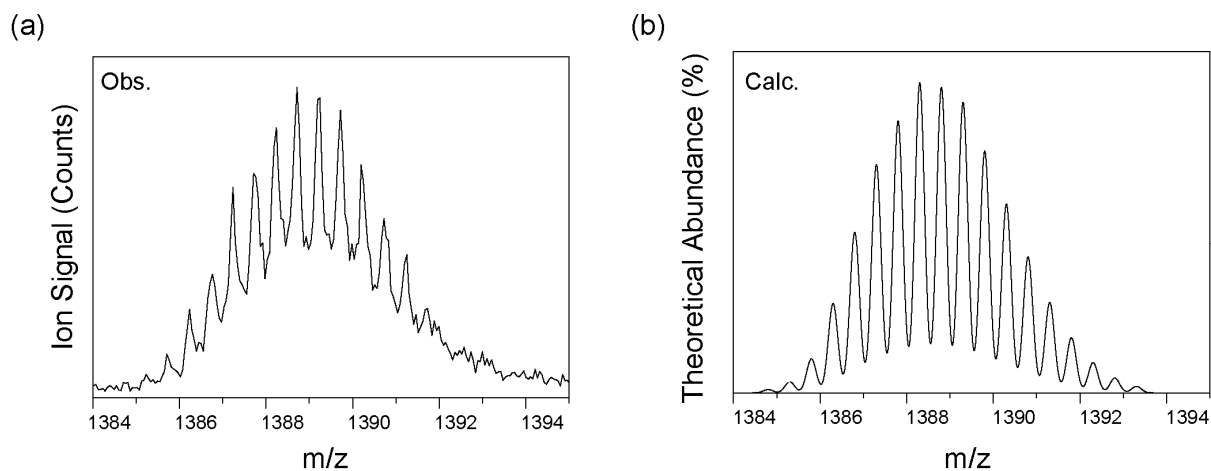 (a)
Obs.
Ion Signal (Counts)
1384 1386 1388 1390 1392 1394
m/z
(b)
Calc.
Theoretical Abundance (%)
1384 1386 1388 1390 1392 1394
m/z